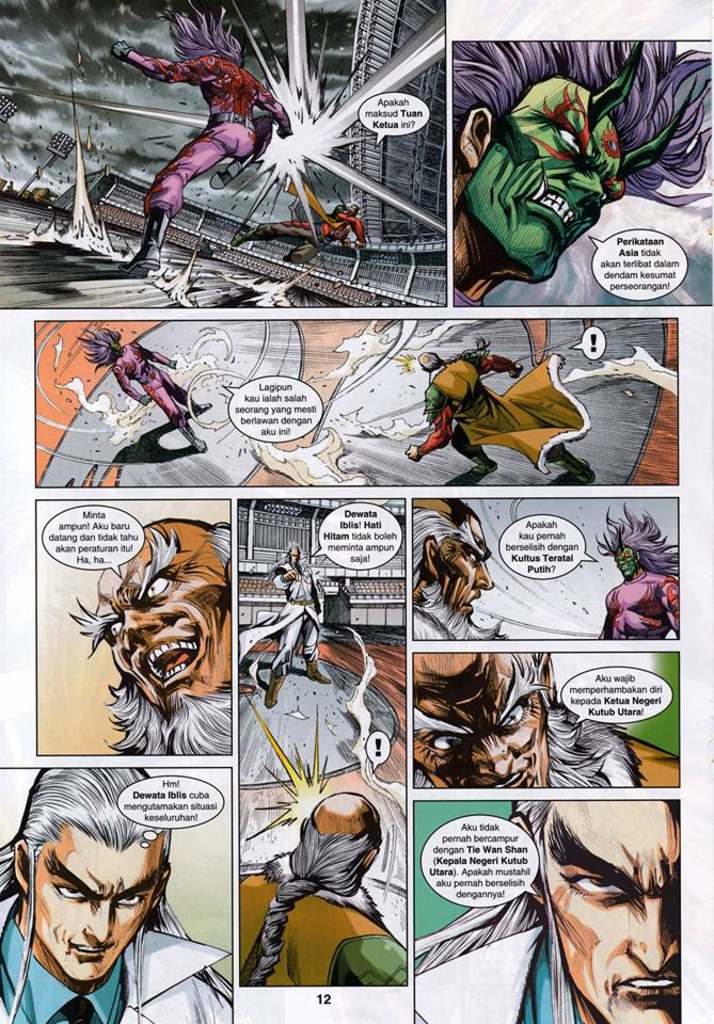 Apakah
maksud Tuan
Ketua ini?
Perikataan
Asia tidak
akan terlibat dalam
dendam kesumat
perseorangan!
Lagipun
kau ialah salah
seorang yang mesti
berlawan dengan
aku ini!
!
Minta
ampun! Aku baru
datang dan tidak tahu
akan peraturan itu!
Ha, ha...
Dewata
Iblis! Hati
Hitam tidak boleh
meminta ampun
saja!
!
Apakah
kau pernah
berselisih dengan
Kultus Teratai
Putih?
Aku wajib
memperhambakan diri
kepada Ketua Negeri
Kutub Utara!
Hm!
Dewata Iblis cuba
mengutamakan situasi
keseluruhan!
Aku tidak
pernah bercampur
dengan Tie Wan Shan
(Kepala Negeri Kutub
Utara). Apakah mustahil
aku pernah berselisih
dengannya!
12